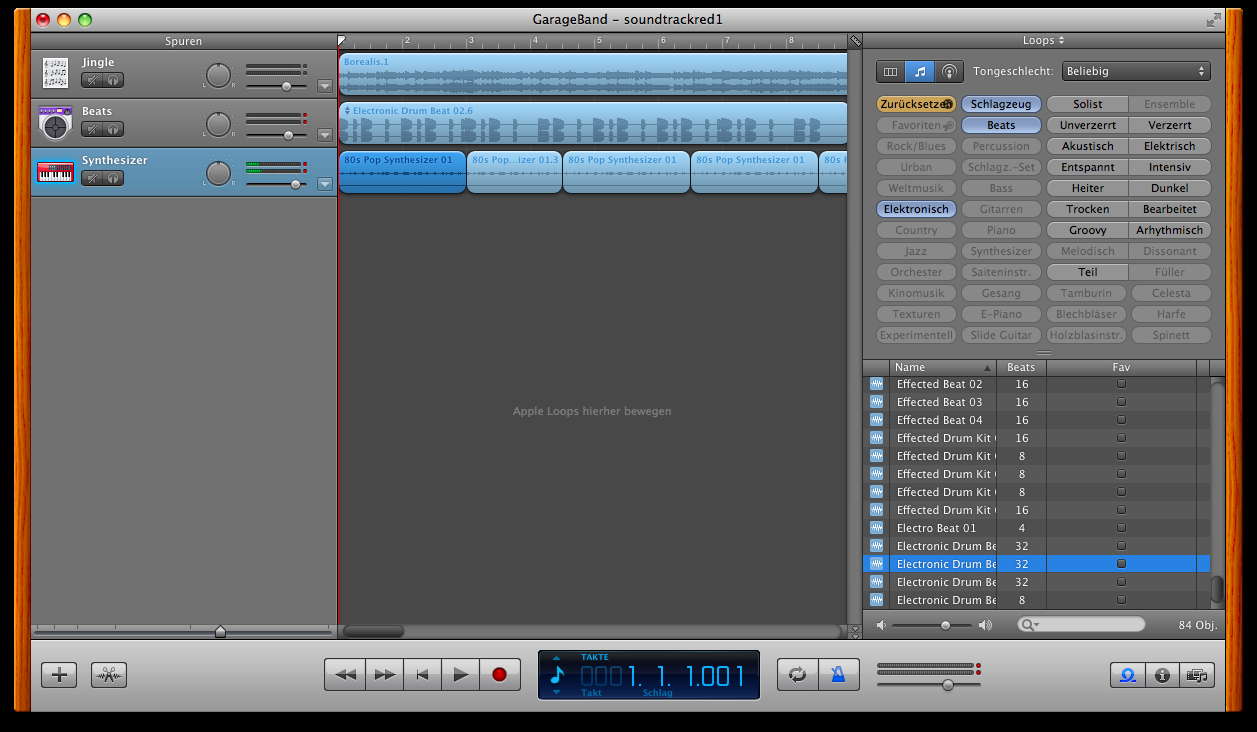 GarageBand – soundtrackred1
Spuren
2 3 4 5 6 7 8
Loops
Jingle
L R
Beats
L R
Synthesizer
L R
Borealis.1
Electronic Drum Beat 02.6
80s Pop Synthesizer 01 80s Pop...izer 01.3 80s Pop Synthesizer 01 80s Pop Synthesizer 01 80s
Apple Loops hierher bewegen
Tongeschlecht: Beliebig
Zurücksetze Schlagzeug Solist Ensemble
Favoriten Beats Unverzerrt Verzerrt
Rock/Blues Percussion Akustisch Elektrisch
Urban Schlagz.-Set Entspannt Intensiv
Weltmusik Bass Heiter Dunkel
Elektronisch Gitarren Trocken Bearbeitet
Country Piano Groovy Arhythmisch
Jazz Synthesizer Melodisch Dissonant
Orchester Saiteninstr. Teil Füller
Kinomusik Gesang Tamburin Celesta
Texturen E-Piano Blechbläser Harfe
Experimentell Slide Guitar Holzblasinstr. Spinett
Name Beats Fav
Effected Beat 02 16
Effected Beat 03 16
Effected Beat 04 16
Effected Drum Kit 16
Effected Drum Kit 8
Effected Drum Kit 8
Effected Drum Kit 8
Effected Drum Kit 16
Electro Beat 01 4
Electronic Drum Be 32
Electronic Drum Be 32
Electronic Drum Be 32
Electronic Drum Be 8
84 Obj.
TAKTE
0001. 1. 1.001
Takt Schlag